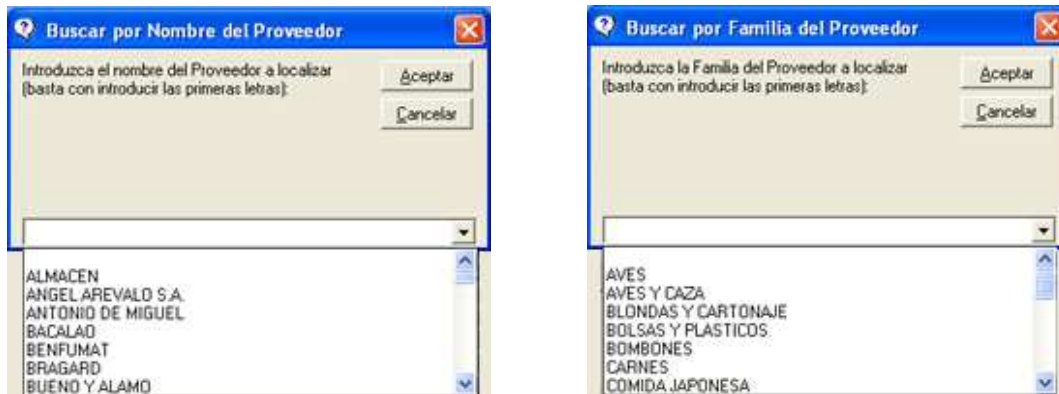 Buscar por Nombre del Proveedor
Introduzca el nombre del Proveedor a localizar
(basta con introducir las primeras letras):
Aceptar
Cancelar
ALMACEN
ANGEL AREVALO S.A.
ANTONIO DE MIGUEL
BACALAO
BENFUMAT
BRAGARD
BUENO Y ALAMO
Buscar por Familia del Proveedor
Introduzca la Familia del Proveedor a localizar
(basta con introducir las primeras letras):
Aceptar
Cancelar
AVES
AVES Y CAZA
BLONDAS Y CARTONAJE
BOLSAS Y PLASTICOS
BOMBONES
CARNES
COMIDA JAPONESA